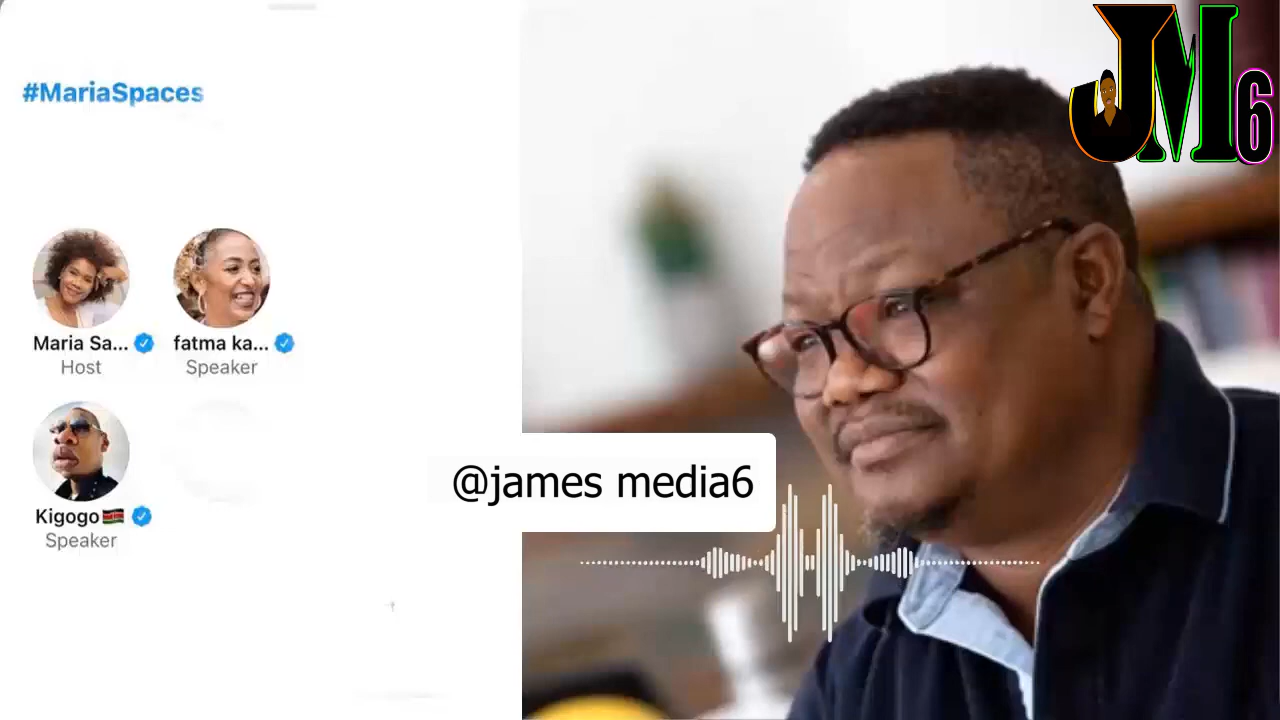 #MariaSpaces
Maria Sa...
Host
fatma ka...
Speaker
Kigogo🇰🇪
Speaker
@james media6
JM6